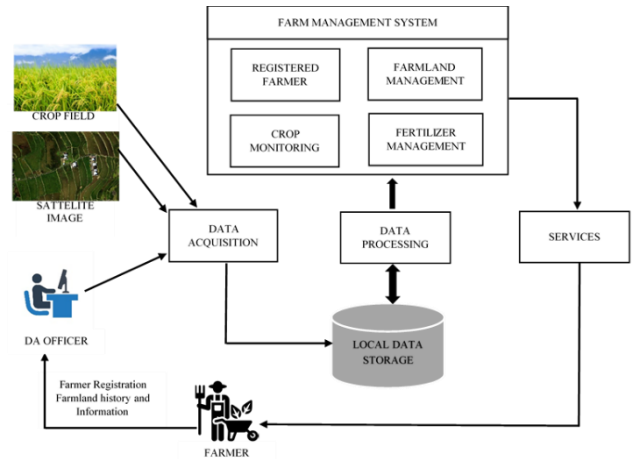 FARM MANAGEMENT SYSTEM
REGISTERED
FARMER
FARMLAND
MANAGEMENT
CROP
MONITORING
FERTILIZER
MANAGEMENT
CROP FIELD
SATTELITE
IMAGE
DATA
ACQUISITION
DATA
PROCESSING
SERVICES
DA OFFICER
LOCAL DATA
STORAGE
Farmer Registration
Farmland history and
Information
FARMER